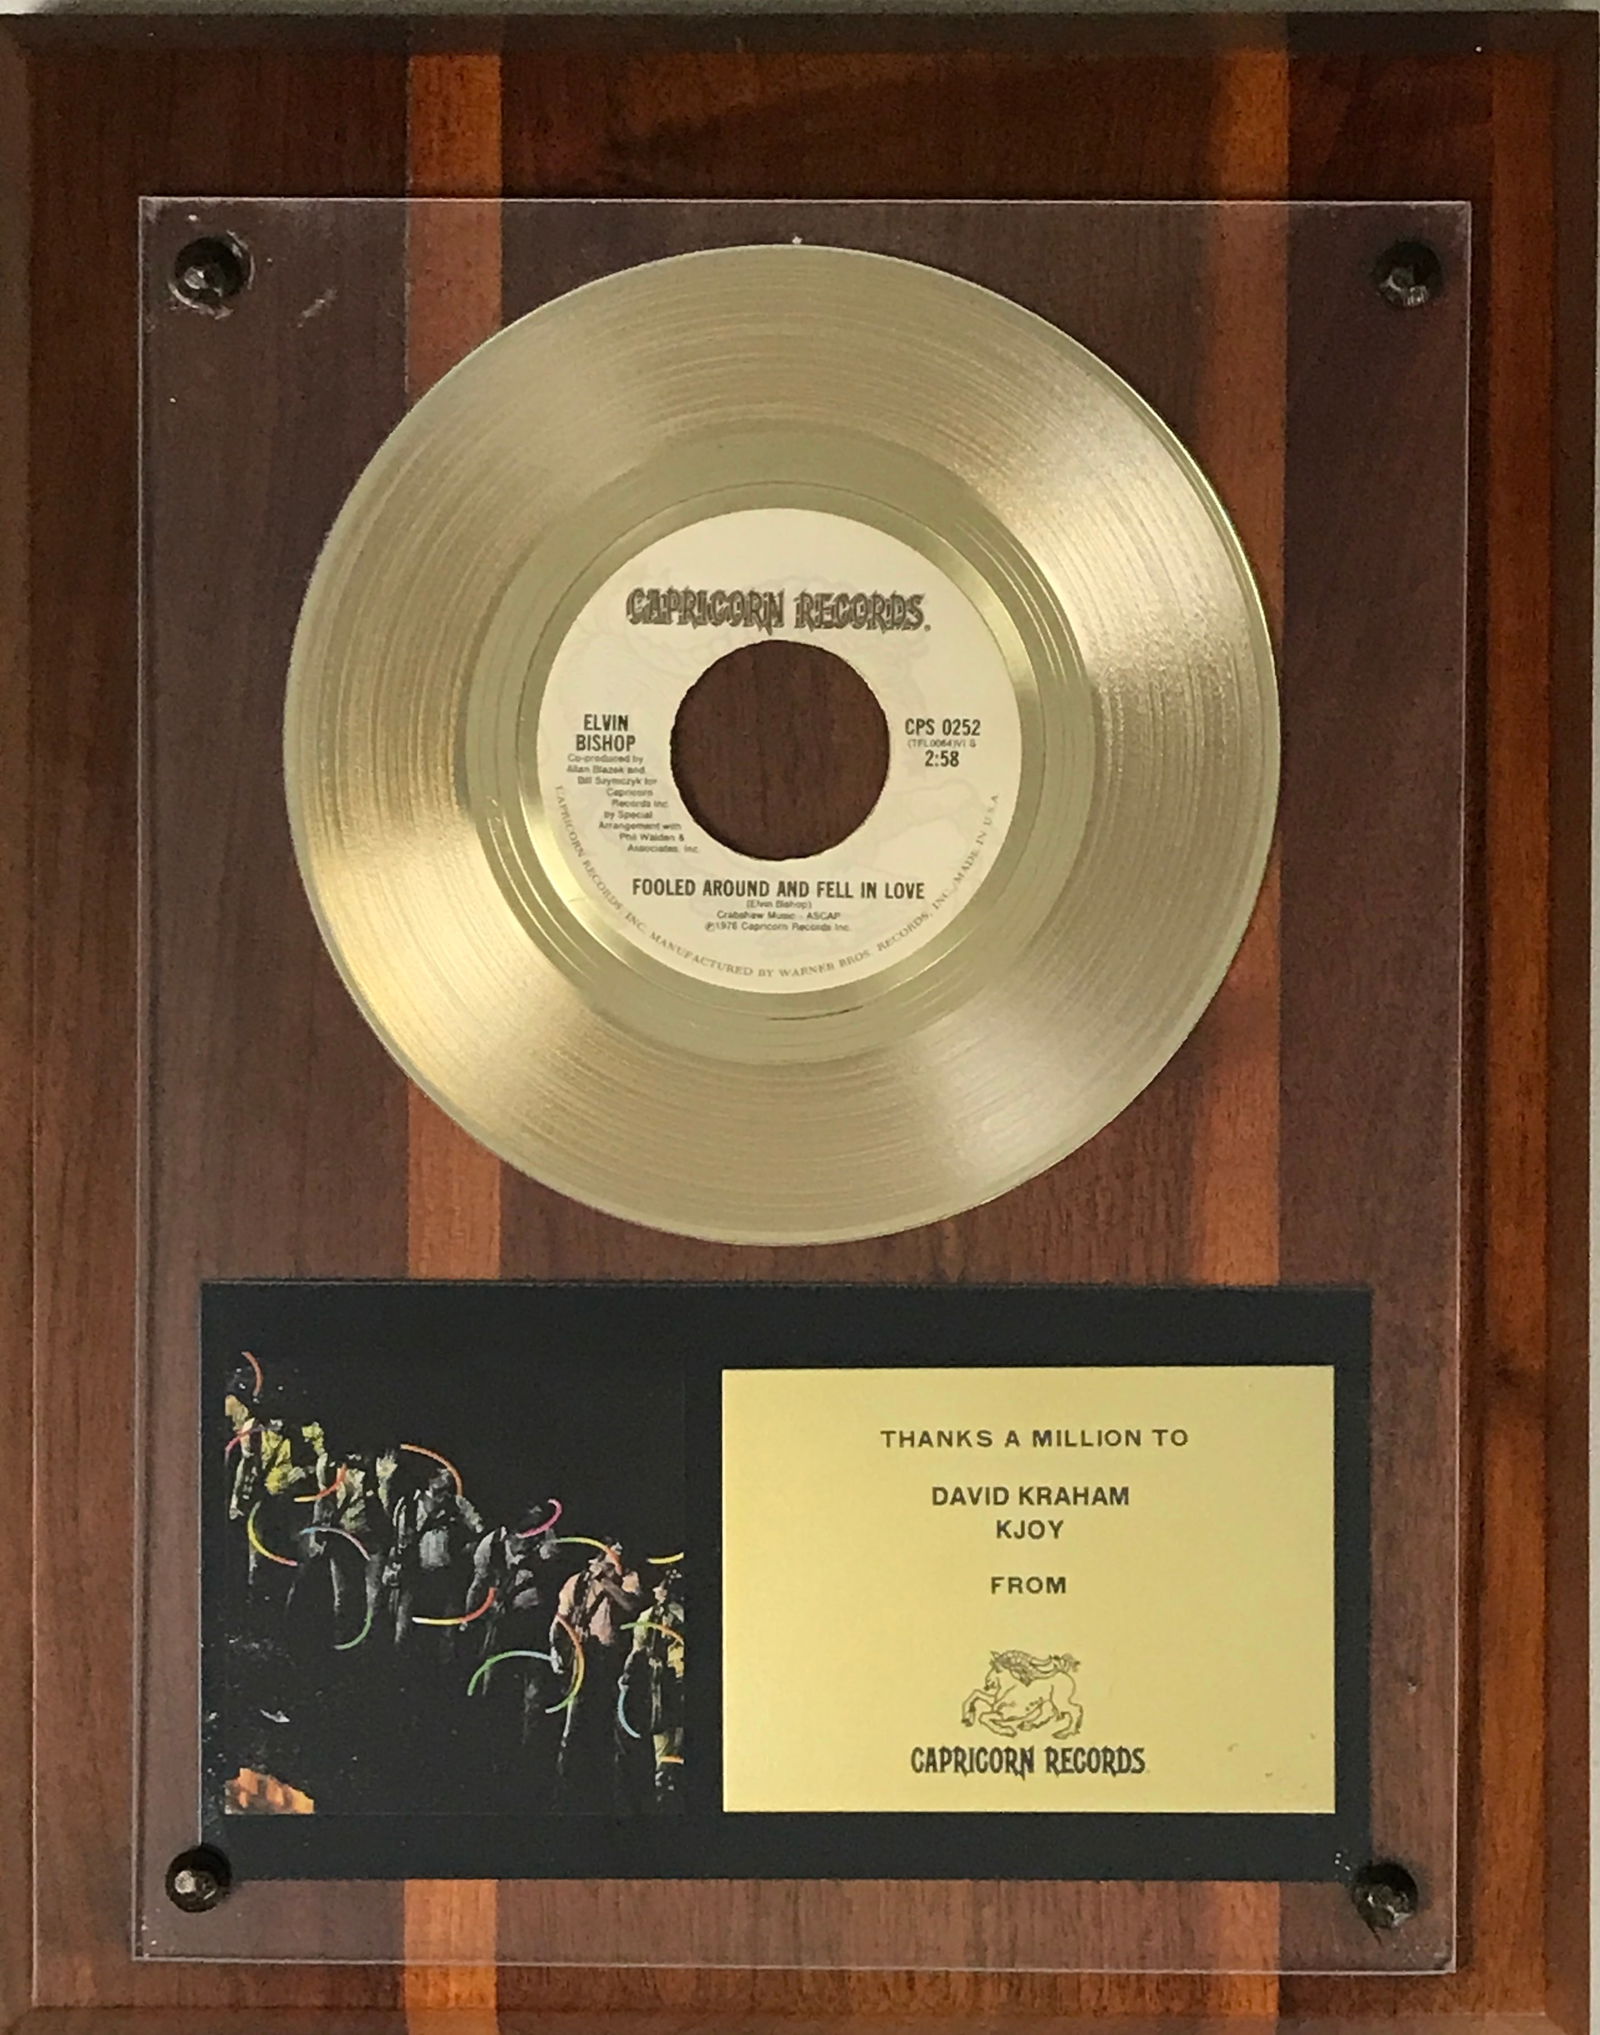 CAPRICORN RECORDS.
ELVIN
BISHOP
Co-produced by
Allan Blazek and
Bill Szymczyk for
Capricorn
Records Inc.
by Special
Arrangement with
Phil Walden &
Associates, Inc.
CPS 0252
2:58
FOOLED AROUND AND FELL IN LOVE
(Elvin Bishop)
Crabshaw Music - ASCAP
℗1976 Capricorn Records Inc.
CAPRICORN RECORDS, INC. MANUFACTURED BY WARNER BROS. RECORDS, INC. MADE IN U.S.A.
THANKS A MILLION TO
DAVID KRAHAM
KJOY
FROM
CAPRICORN RECORDS